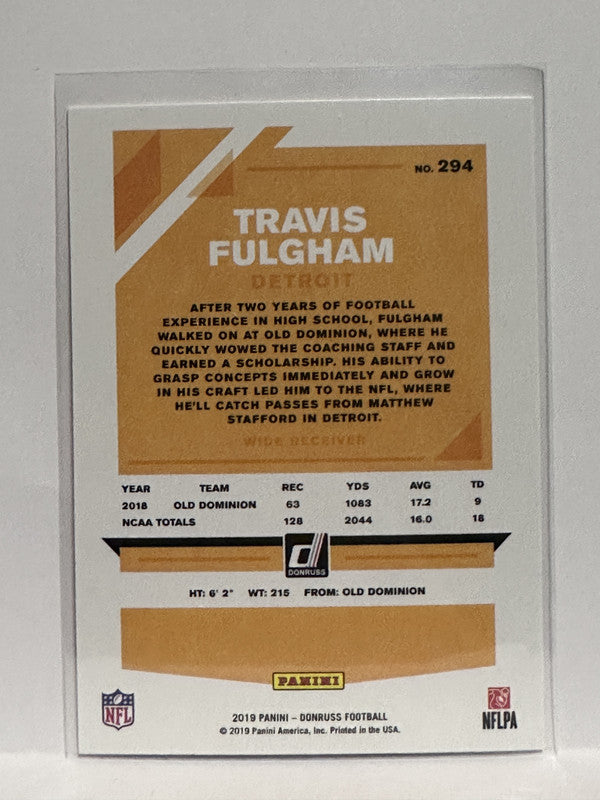 NO. 294
TRAVIS
FULGHAM
DETROIT
AFTER TWO YEARS OF FOOTBALL
EXPERIENCE IN HIGH SCHOOL, FULGHAM
WALKED ON AT OLD DOMINION, WHERE HE
QUICKLY WOWED THE COACHING STAFF AND
EARNED A SCHOLARSHIP. HIS ABILITY TO
GRASP CONCEPTS IMMEDIATELY AND GROW
IN HIS CRAFT LED HIM TO THE NFL, WHERE
HE'LL CATCH PASSES FROM MATTHEW
STAFFORD IN DETROIT.
WIDE RECEIVER
YEAR TEAM REC YDS AVG TD
2018 OLD DOMINION 63 1083 17.2 9
NCAA TOTALS 128 2044 16.0 18
d
DONRUSS
HT: 6' 2" WT: 215 FROM: OLD DOMINION
PANINI
NFL
2019 PANINI – DONRUSS FOOTBALL
© 2019 Panini America, Inc. Printed in the USA.
NFLPA